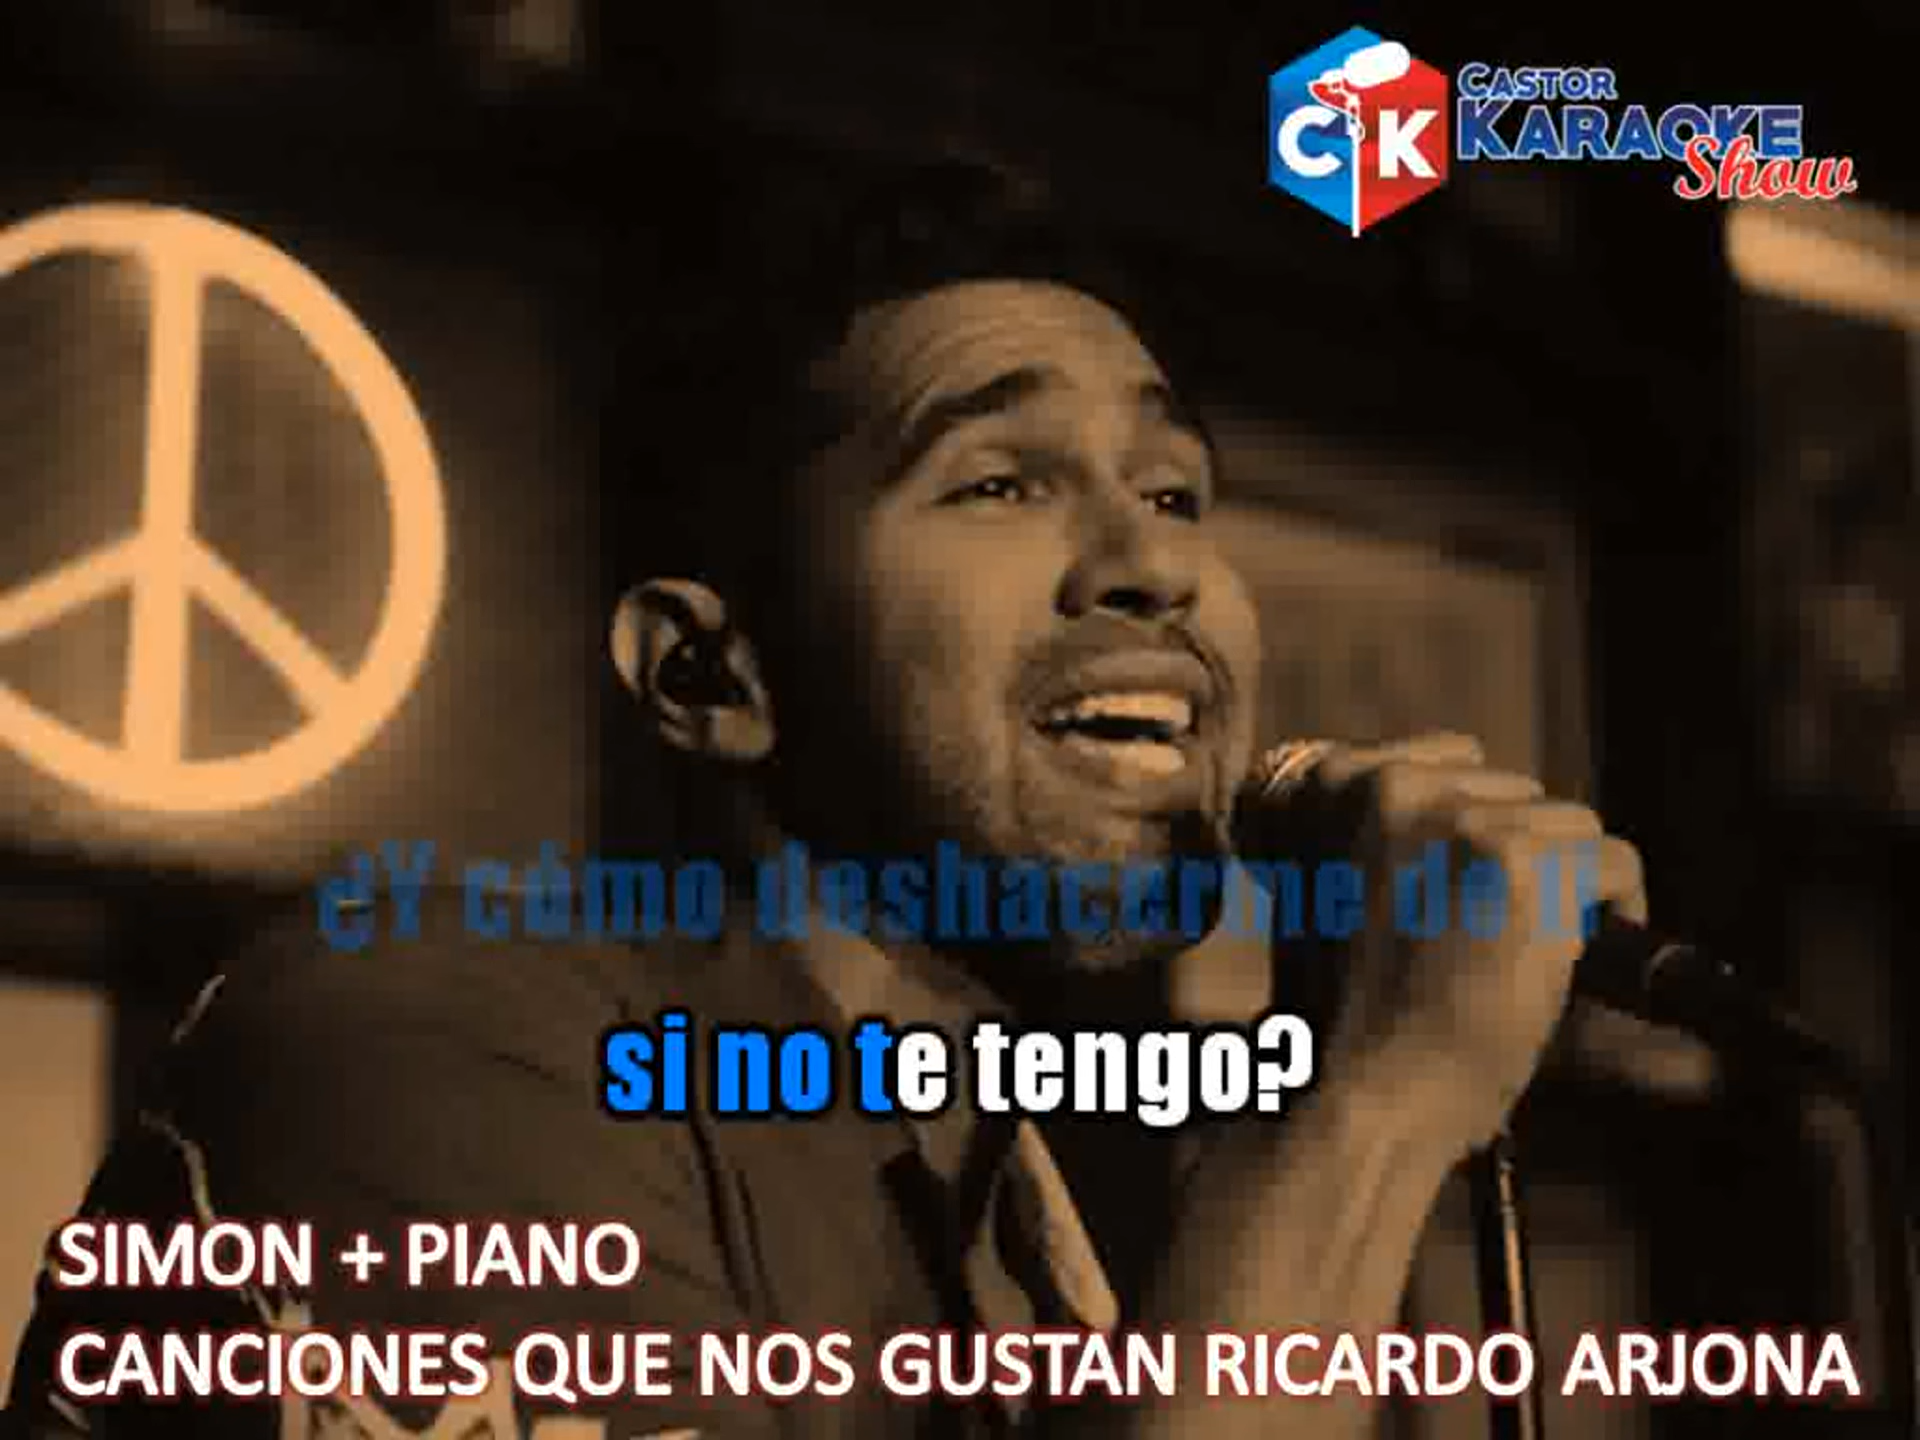 CASTOR
KARAOKE
Show
CK
¿Y cómo deshacerme de ti
si no te tengo?
SIMON + PIANO
CANCIONES QUE NOS GUSTAN RICARDO ARJONA